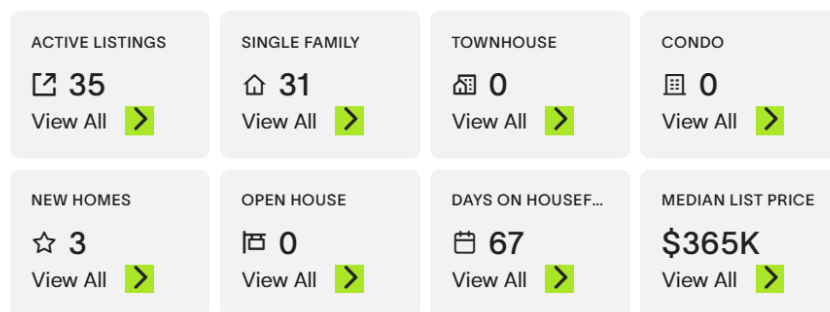 ACTIVE LISTINGS
35
View All
SINGLE FAMILY
31
View All
TOWNHOUSE
0
View All
CONDO
0
View All
NEW HOMES
3
View All
OPEN HOUSE
0
View All
DAYS ON HOUSEF...
67
View All
MEDIAN LIST PRICE
$365K
View All